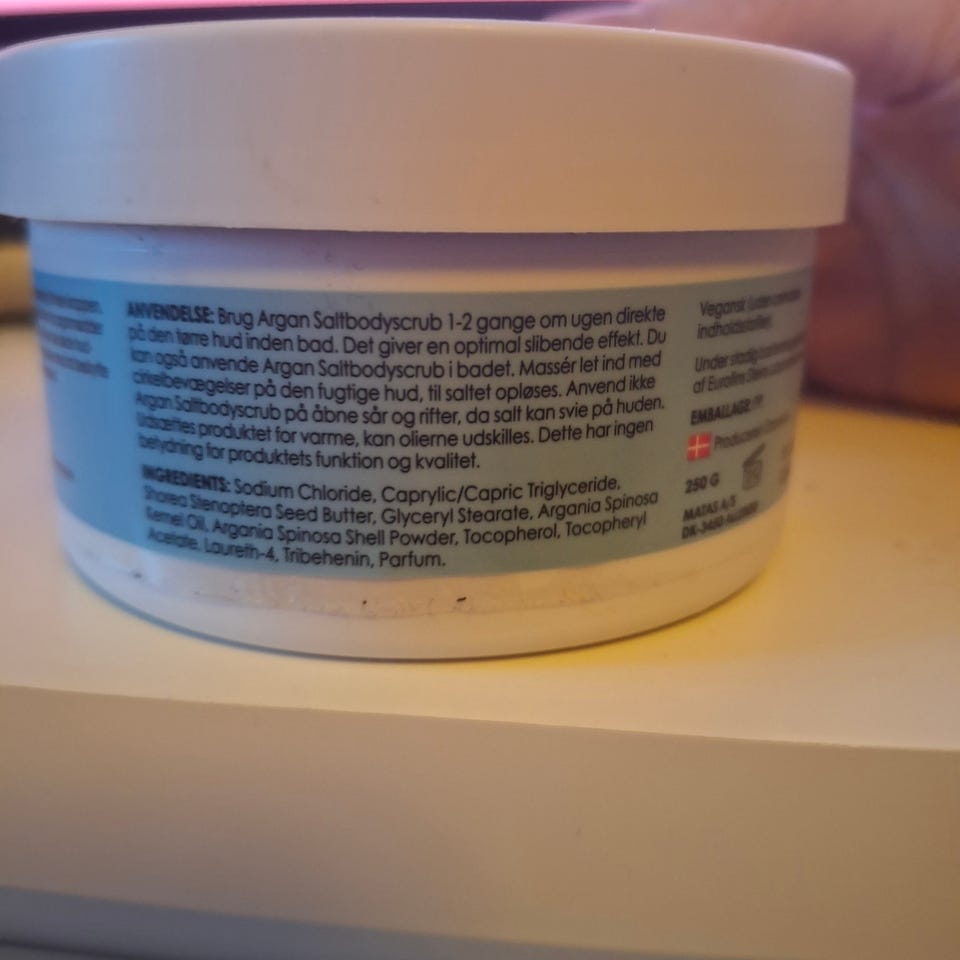 ANVENDELSE: Brug Argan Saltbodyscrub 1-2 gange om ugen direkte
på den tørre hud inden bad. Det giver en optimal slibende effekt. Du
kan også anvende Argan Saltbodyscrub i badet. Massér let ind med
cirkelbevægelser på den fugtige hud, til saltet opløses. Anvend ikke
Argan Saltbodyscrub på åbne sår og rifter, da salt kan svie på huden.
Udsættes produktet for varme, kan olierne udskilles. Dette har ingen
betydning for produktets funktion og kvalitet.
INGREDIENTS: Sodium Chloride, Caprylic/Capric Triglyceride,
Shorea Stenoptera Seed Butter, Glyceryl Stearate, Argania Spinosa
Kernel Oil, Argania Spinosa Shell Powder, Tocopherol, Tocopheryl
Acetate, Laureth-4, Tribehenin, Parfum.
Vegansk
indholdsstoffer.
Under stadig
af Eurofins
EMBALLAGE:
250 G
MATAS A/S